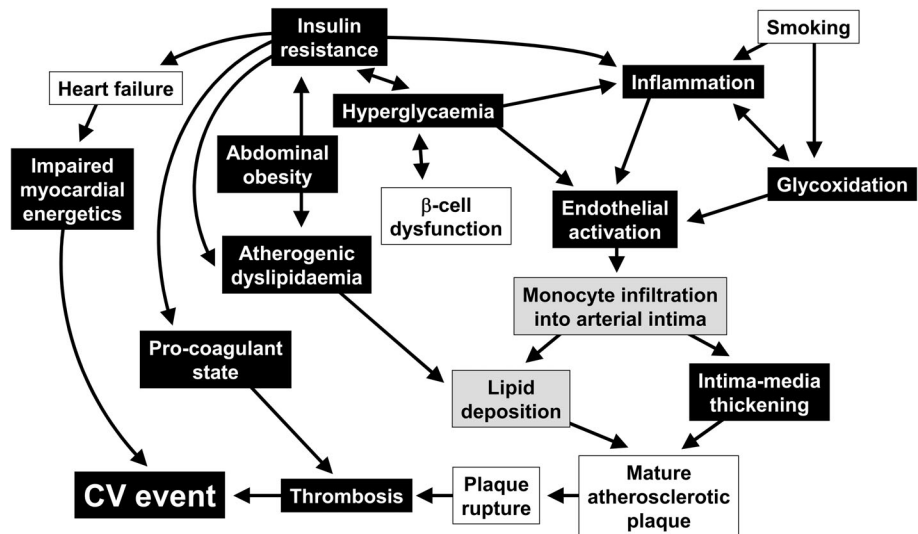 Insulin
resistance
Smoking
Heart failure
Inflammation
Hyperglycaemia
Impaired
myocardial
energetics
Abdominal
obesity
Glycoxidation
β-cell
dysfunction
Endothelial
activation
Atherogenic
dyslipidaemia
Monocyte infiltration
into arterial intima
Pro-coagulant
state
Lipid
deposition
Intima-media
thickening
CV event
Thrombosis
Plaque
rupture
Mature
atherosclerotic
plaque